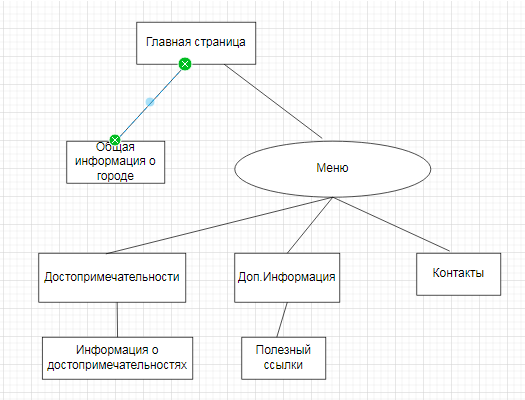 Главная страница
Общая
информация о
городе
Меню
Достопримечательности
Доп.Информация
Контакты
Информация о
достопримечательностях
Полезный
ссылки